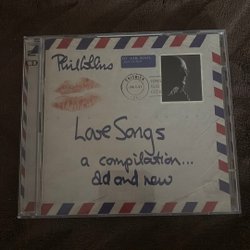 Phil Collins
Love Songs
a compilation...
old and new